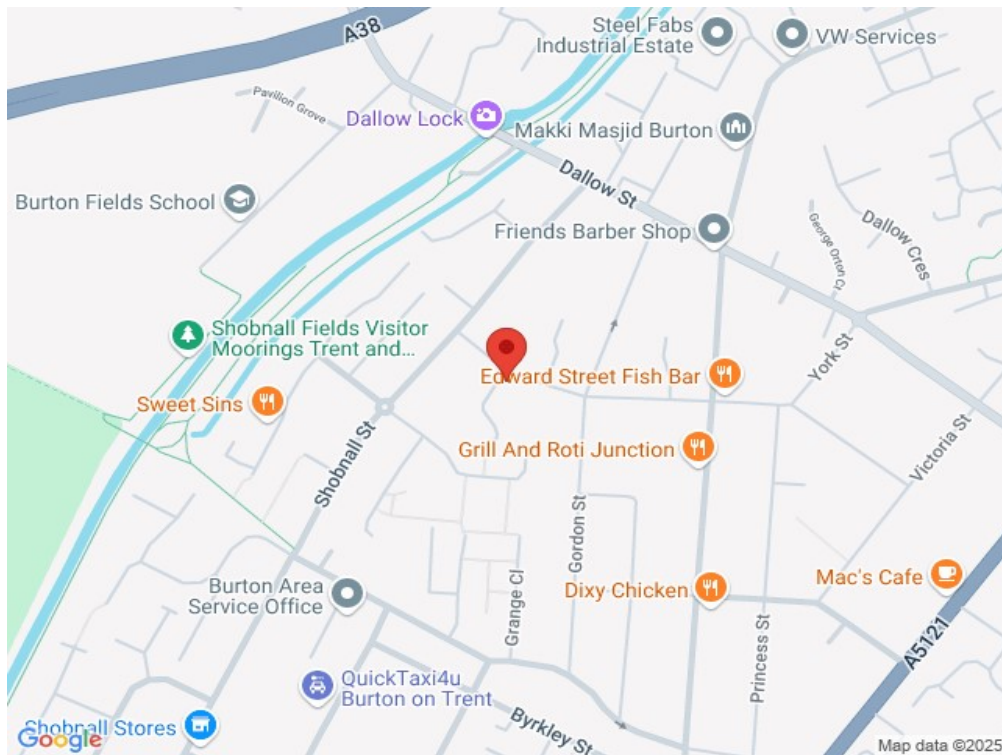 A38
Steel Fabs
Industrial Estate
VW Services
Pavilion Grove
Dallow Lock
Makki Masjid Burton
Dallow St
Burton Fields School
Friends Barber Shop
George Orton Ct
Dallow Cres
Shobnall Fields Visitor
Moorings Trent and...
Edward Street Fish Bar
York St
Sweet Sins
Grill And Roti Junction
Shobnall St
Victoria St
Gordon St
Burton Area
Service Office
Grange Cl
Dixy Chicken
Mac's Cafe
Princess St
A5121
QuickTaxi4u
Burton on Trent
Byrkley St
Shobnall Stores
Google
Map data ©2025